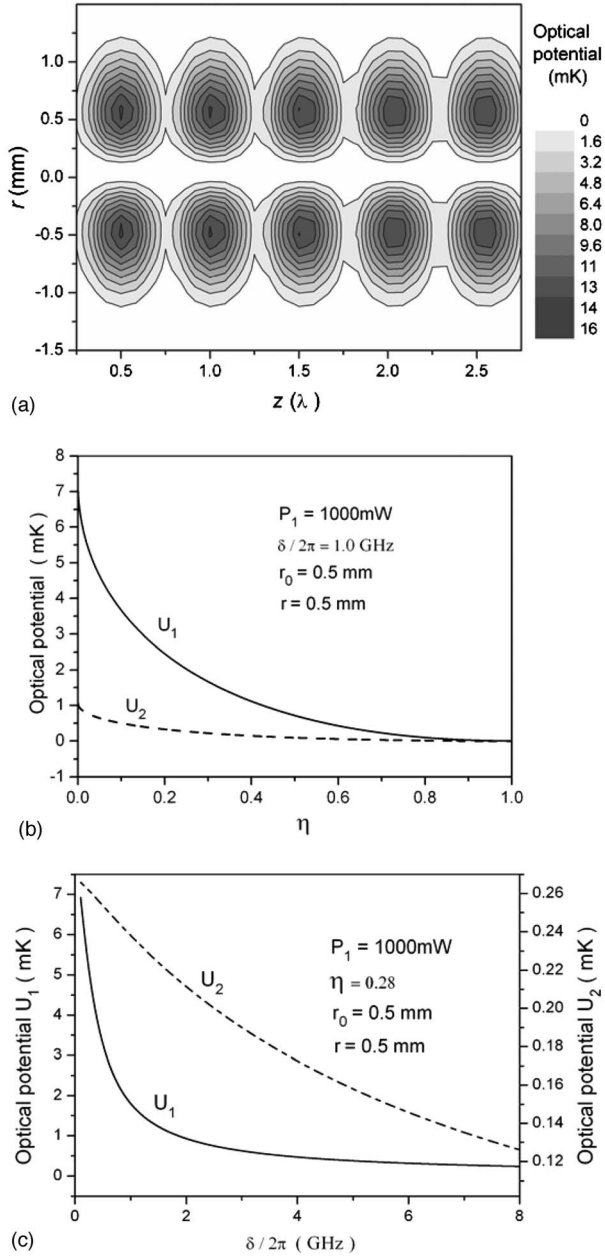 Optical
potential
(mK)
1.0
0.5
0.0
-0.5
-1.0
-1.5
r (mm)
0
1.6
3.2
4.8
6.4
8.0
9.6
11
13
14
16
0.5 1.0 1.5 2.0 2.5
z (λ)
(a)
8
7
6
5
4
3
2
1
0
-1
Optical potential ( mK )
P1 = 1000mW
δ / 2π = 1.0 GHz
r0 = 0.5 mm
r = 0.5 mm
U1
U2
0.0 0.2 0.4 0.6 0.8 1.0
η
(b)
7
6
5
4
3
2
1
0
Optical potential U1 ( mK )
P1 = 1000mW
η = 0.28
r0 = 0.5 mm
r = 0.5 mm
U2
U1
0.26
0.24
0.22
0.20
0.18
0.16
0.14
0.12
Optical potential U2 ( mK )
0 2 4 6 8
δ / 2π ( GHz )
(c)